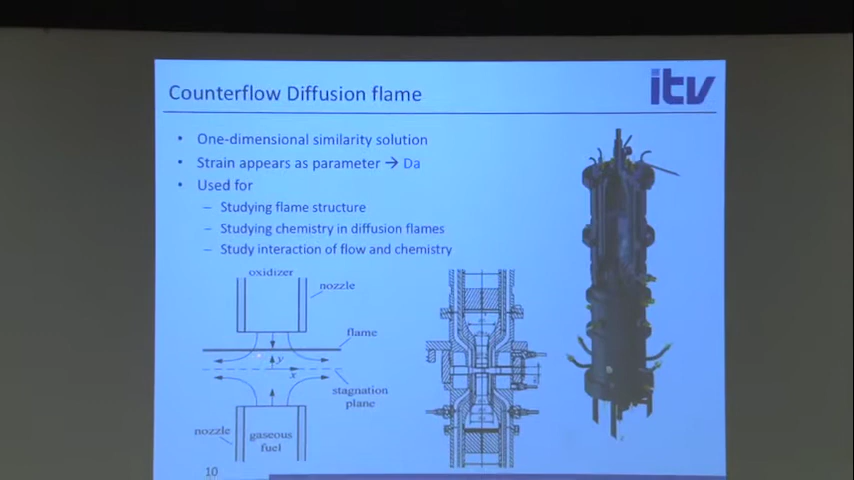 Counterflow Diffusion flame
itv
• One-dimensional similarity solution
• Strain appears as parameter → Da
• Used for
– Studying flame structure
– Studying chemistry in diffusion flames
– Study interaction of flow and chemistry
oxidizer
nozzle
flame
y
x
stagnation
plane
nozzle
gaseous
fuel
10